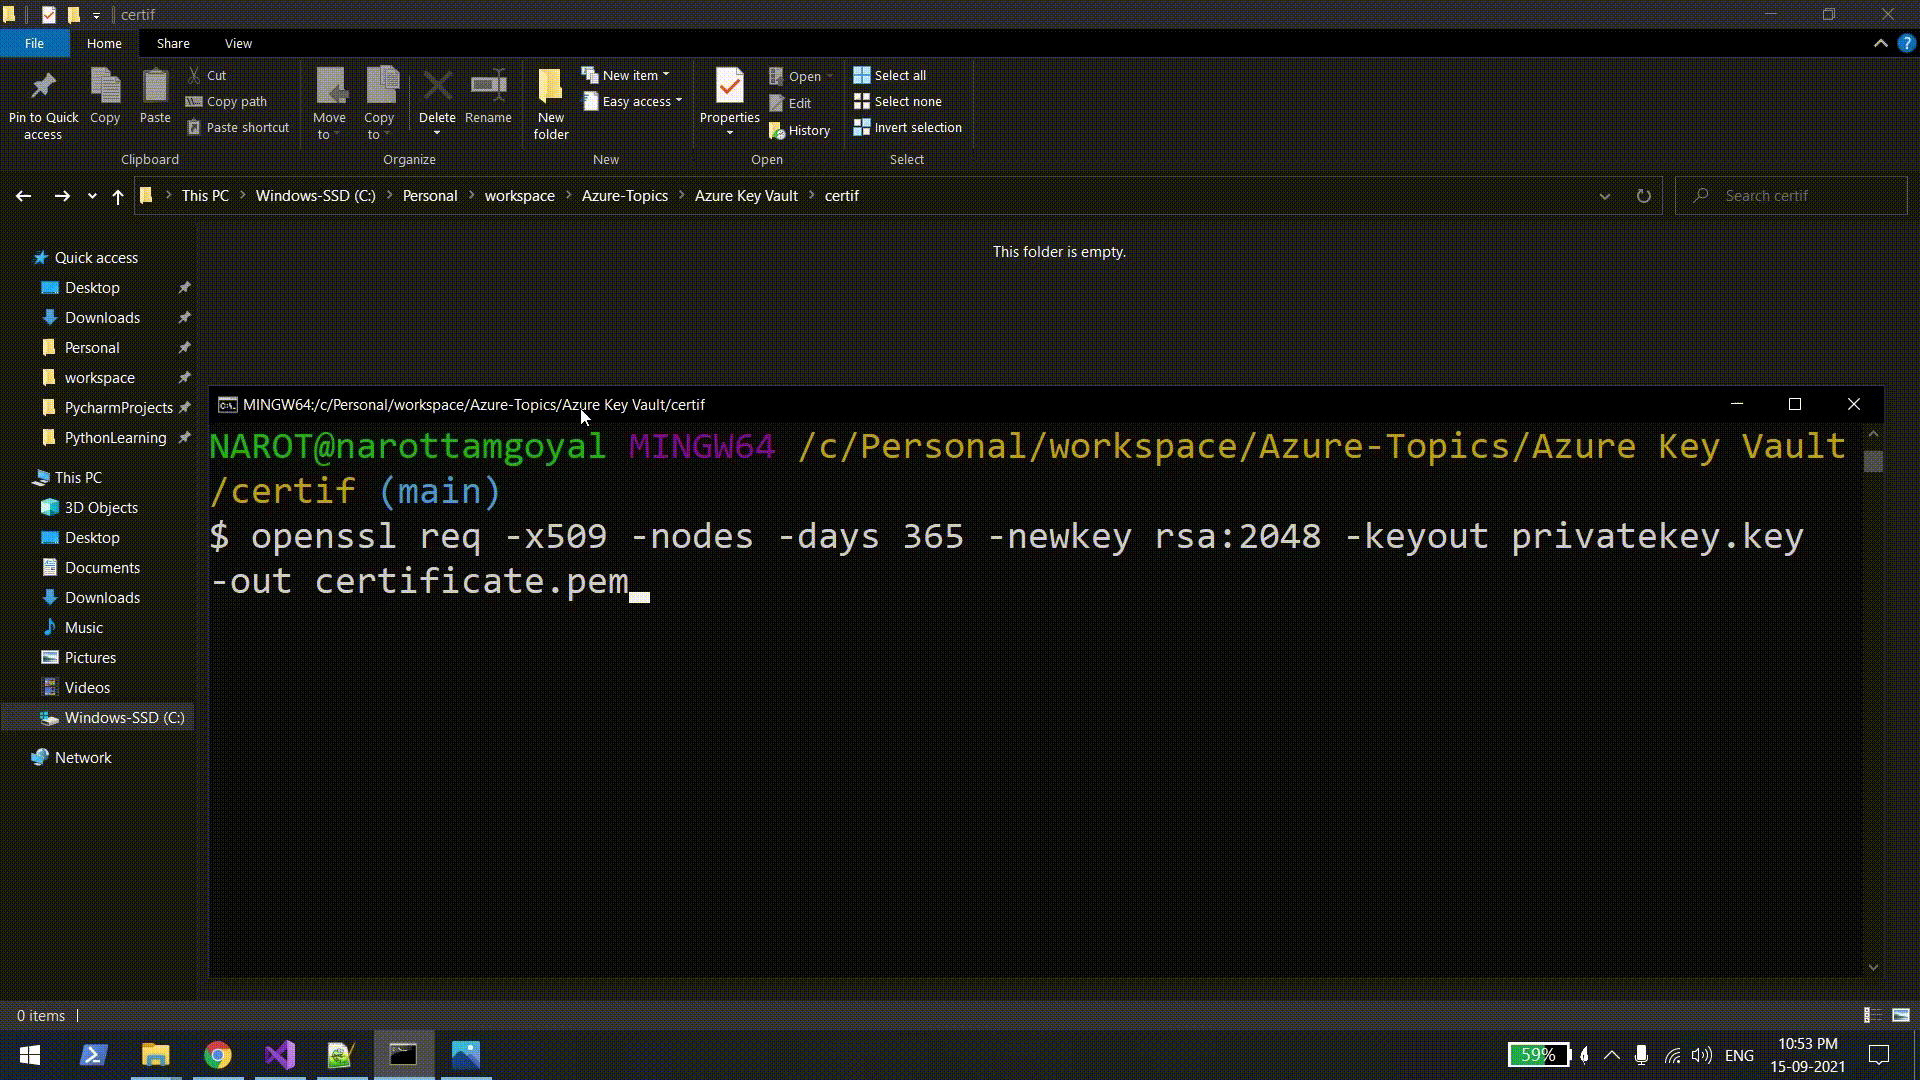 certif
File Home Share View
Pin to Quick access
Copy
Paste
Cut
Copy path
Paste shortcut
Clipboard
Move to
Copy to
Delete
Rename
Organize
New folder
New item
Easy access
New
Properties
Open
Edit
History
Open
Select all
Select none
Invert selection
Select
This PC > Windows-SSD (C:) > Personal > workspace > Azure-Topics > Azure Key Vault > certif
Search certif
This folder is empty.
Quick access
Desktop
Downloads
Personal
workspace
PycharmProjects
PythonLearning
This PC
3D Objects
Desktop
Documents
Downloads
Music
Pictures
Videos
Windows-SSD (C:)
Network
MINGW64:/c/Personal/workspace/Azure-Topics/Azure Key Vault/certif
NAROT@narottamgoyal MINGW64 /c/Personal/workspace/Azure-Topics/Azure Key Vault
/certif (main)
$ openssl req -x509 -nodes -days 365 -newkey rsa:2048 -keyout privatekey.key
-out certificate.pem
0 items
59%
ENG
10:53 PM
15-09-2021